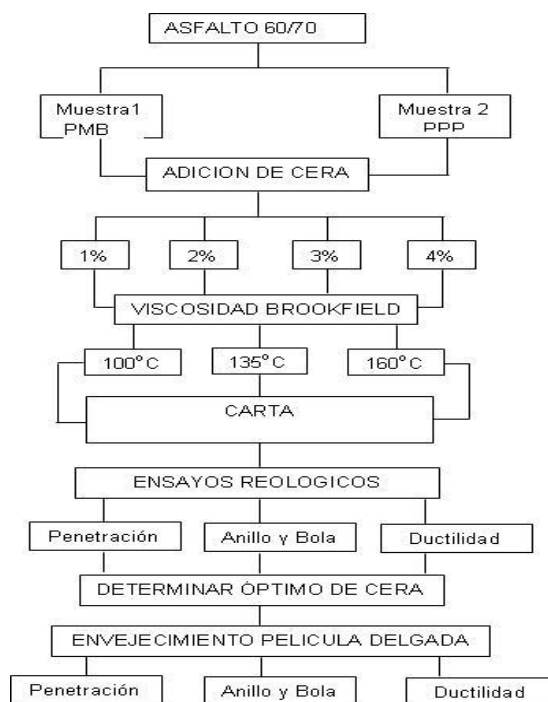 ASFALTO 60/70
Muestra1
PMB
Muestra 2
PPP
ADICION DE CERA
1%
2%
3%
4%
VISCOSIDAD BROOKFIELD
100°C
135°C
160°C
CARTA
ENSAYOS REOLOGICOS
Penetración
Anillo y Bola
Ductilidad
DETERMINAR ÓPTIMO DE CERA
ENVEJECIMIENTO PELICULA DELGADA
Penetración
Anillo y Bola
Ductilidad